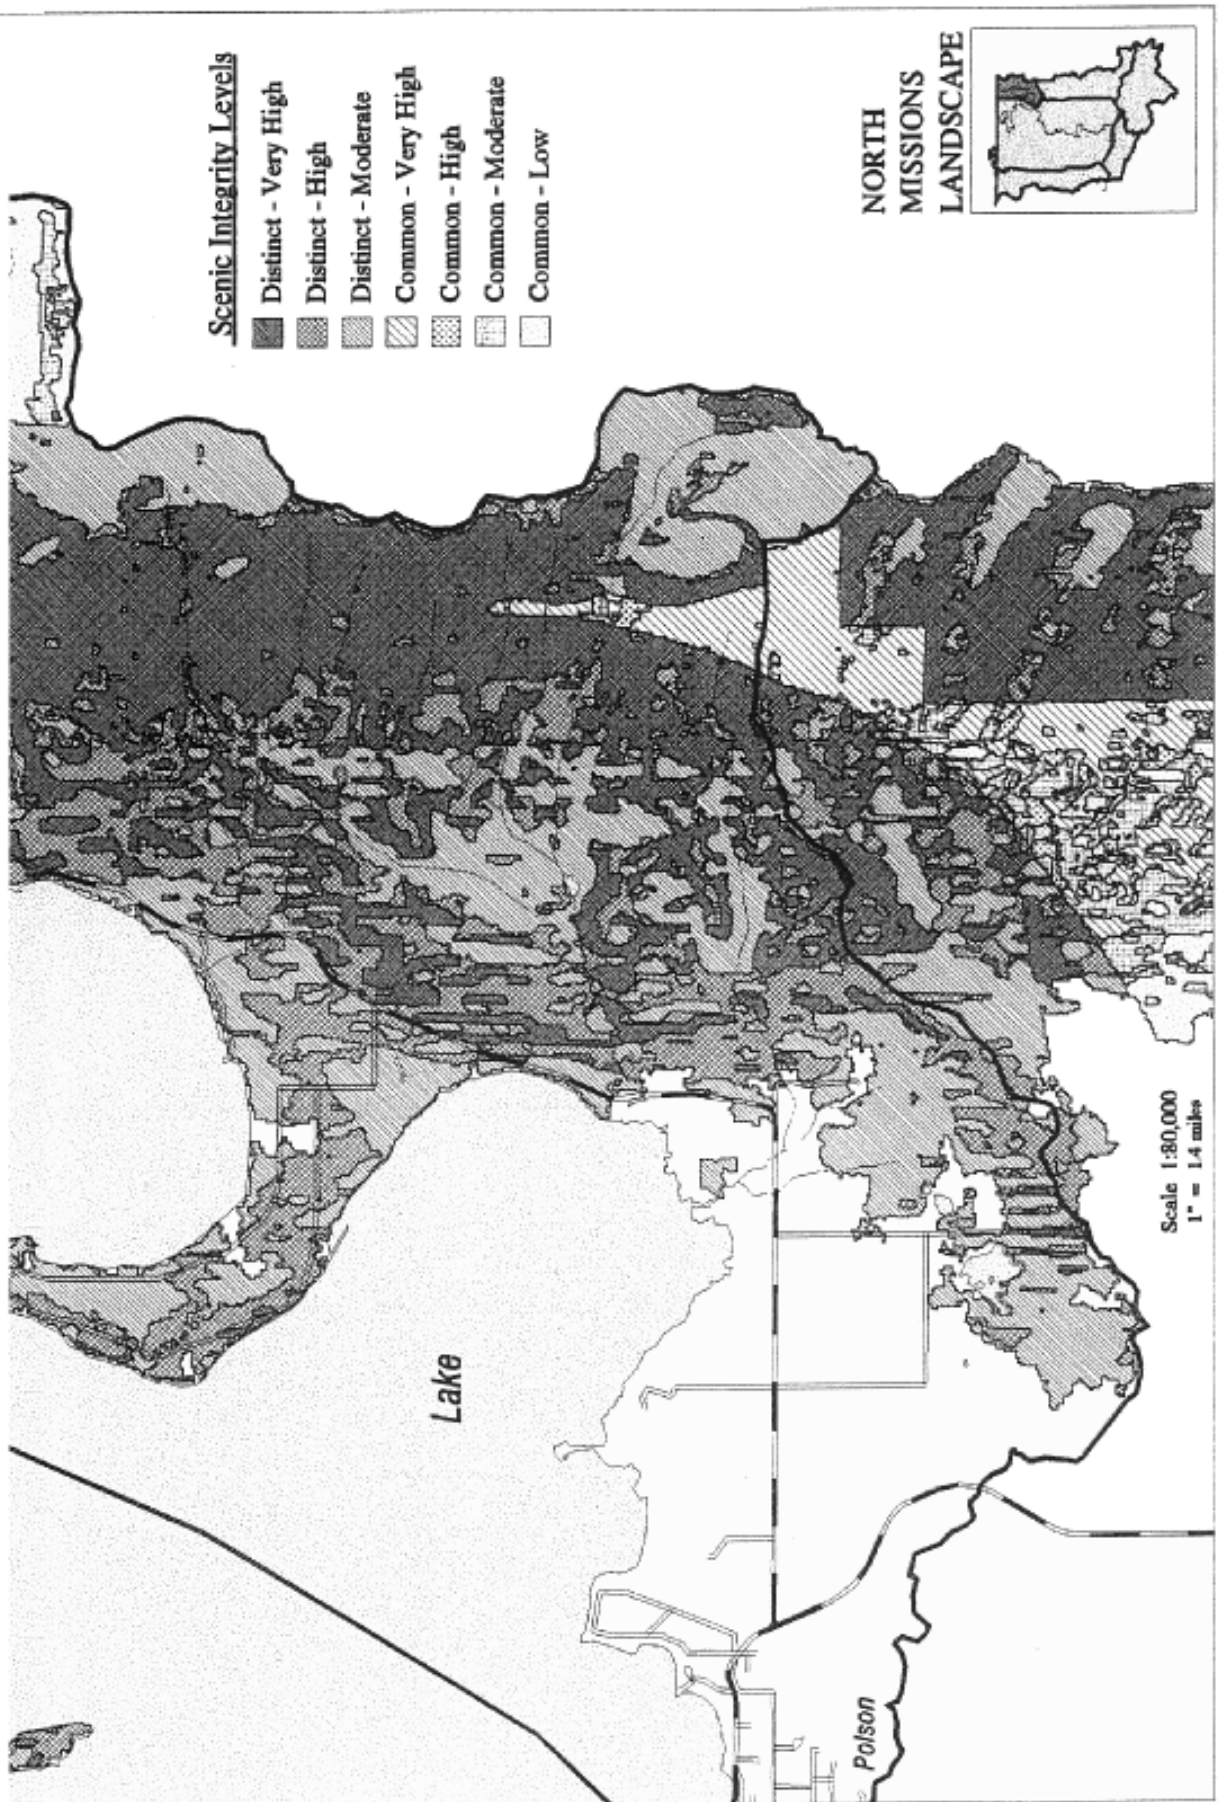 Scenic Integrity Levels
Distinct - Very High
Distinct - High
Distinct - Moderate
Common - Very High
Common - High
Common - Moderate
Common - Low
NORTH
MISSIONS
LANDSCAPE
Lake
Polson
Scale 1:80,000
1" = 1.4 miles